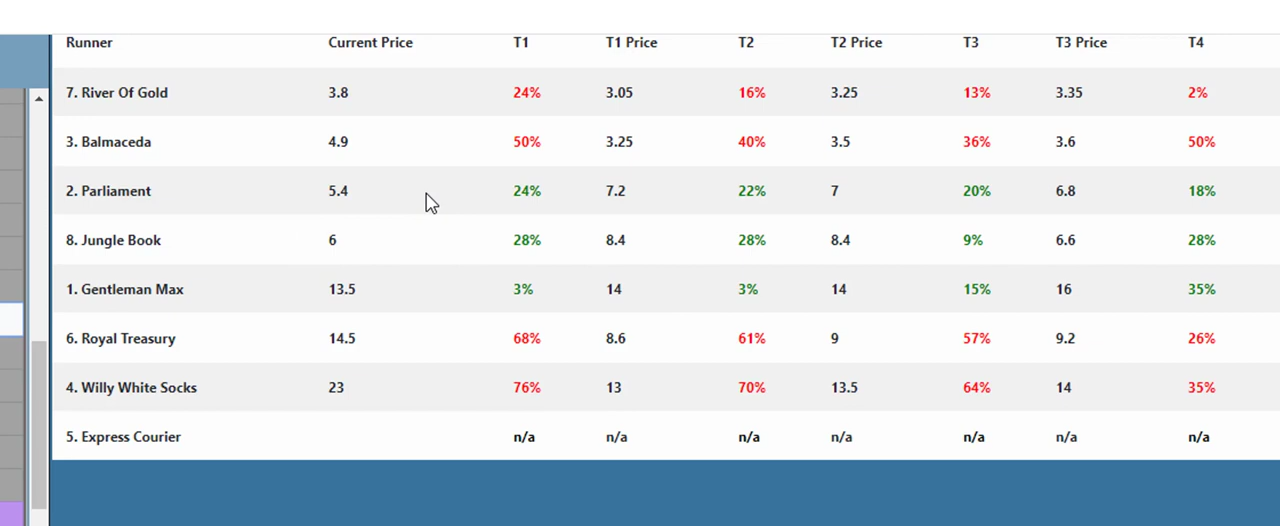 Runner Current Price T1 T1 Price T2 T2 Price T3 T3 Price T4
7. River Of Gold 3.8 24% 3.05 16% 3.25 13% 3.35 2%
3. Balmaceda 4.9 50% 3.25 40% 3.5 36% 3.6 50%
2. Parliament 5.4 24% 7.2 22% 7 20% 6.8 18%
8. Jungle Book 6 28% 8.4 28% 8.4 9% 6.6 28%
1. Gentleman Max 13.5 3% 14 3% 14 15% 16 35%
6. Royal Treasury 14.5 68% 8.6 61% 9 57% 9.2 26%
4. Willy White Socks 23 76% 13 70% 13.5 64% 14 35%
5. Express Courier n/a n/a n/a n/a n/a n/a n/a